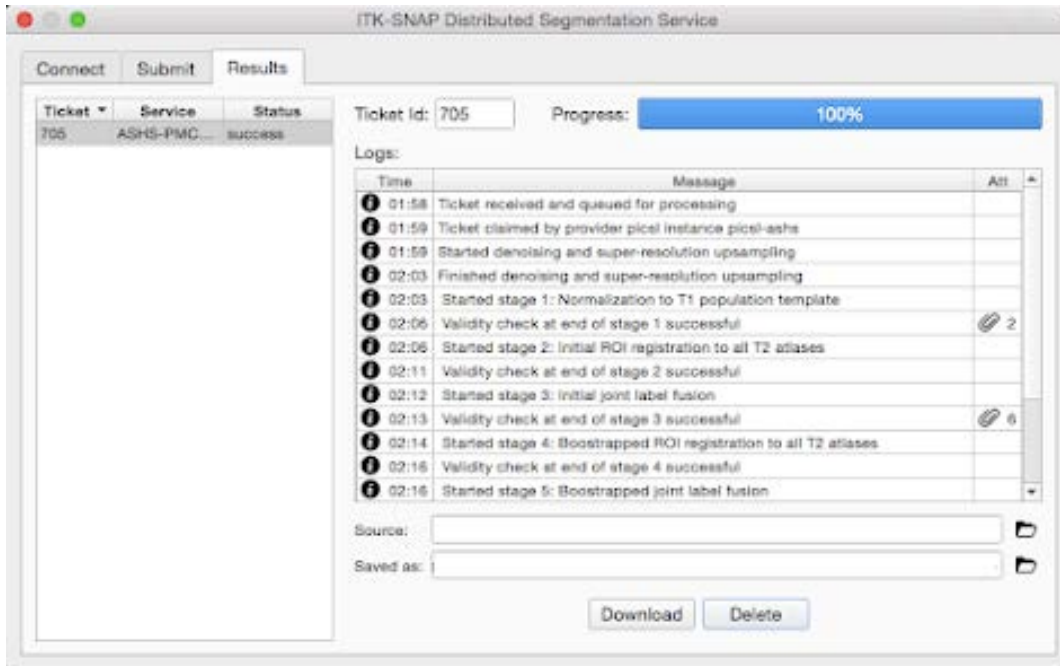 ITK-SNAP Distributed Segmentation Service
Connect Submit Results
Ticket Service Status
705 ASHS-PMC... success
Ticket Id: 705 Progress: 100%
Logs:
Time Message Att
01:58 Ticket received and queued for processing
01:59 Ticket claimed by provider picsl instance picsl-ashs
01:59 Started denoising and super-resolution upsampling
02:03 Finished denoising and super-resolution upsampling
02:03 Started stage 1: Normalization to T1 population template
02:06 Validity check at end of stage 1 successful 2
02:06 Started stage 2: Initial ROI registration to all T2 atlases
02:11 Validity check at end of stage 2 successful
02:12 Started stage 3: Initial joint label fusion
02:13 Validity check at end of stage 3 successful 6
02:14 Started stage 4: Boostrapped ROI registration to all T2 atlases
02:16 Validity check at end of stage 4 successful
02:16 Started stage 5: Boostrapped joint label fusion
Source:
Saved as:
Download Delete